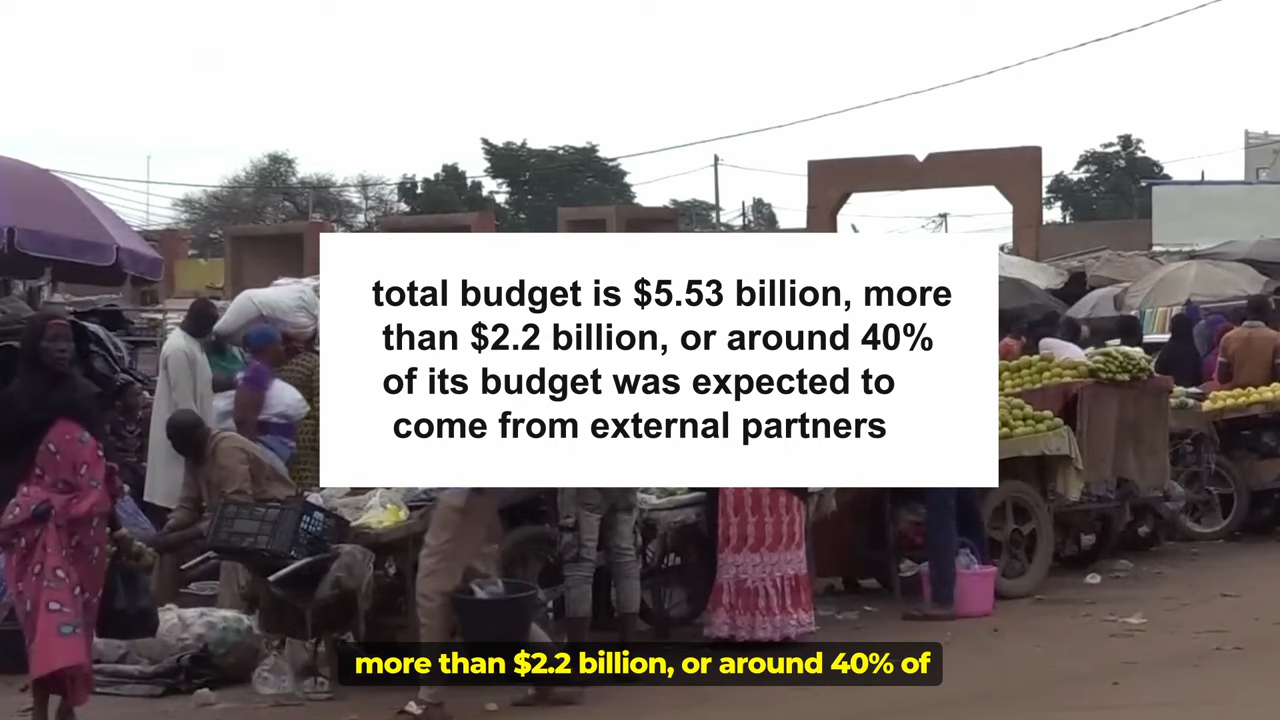 total budget is $5.53 billion, more
than $2.2 billion, or around 40%
of its budget was expected to
come from external partners
more than $2.2 billion, or around 40% of